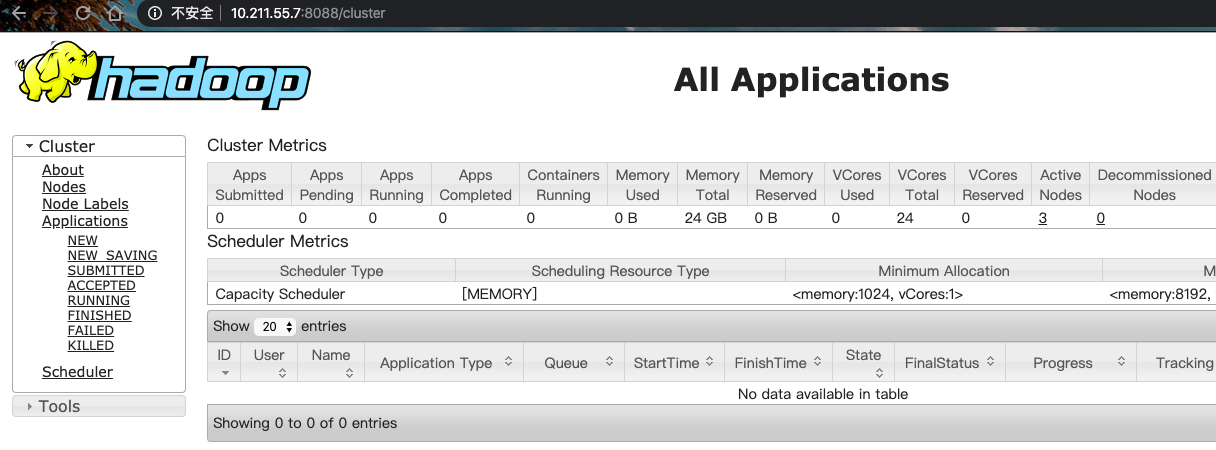 不安全 10.211.55.7:8088/cluster
hadoop
All Applications
Cluster
About
Nodes
Node Labels
Applications
NEW
NEW_SAVING
SUBMITTED
ACCEPTED
RUNNING
FINISHED
FAILED
KILLED
Scheduler
Tools
Cluster Metrics
Apps Submitted Apps Pending Apps Running Apps Completed Containers Running Memory Used Memory Total Memory Reserved VCores Used VCores Total VCores Reserved Active Nodes Decommissioned Nodes
0 0 0 0 0 0 B 24 GB 0 B 0 24 0 3 0
Scheduler Metrics
Scheduler Type Scheduling Resource Type Minimum Allocation M
Capacity Scheduler [MEMORY] <memory:1024, vCores:1> <memory:8192,
Show 20 entries
ID User Name Application Type Queue StartTime FinishTime State FinalStatus Progress Tracking
No data available in table
Showing 0 to 0 of 0 entries